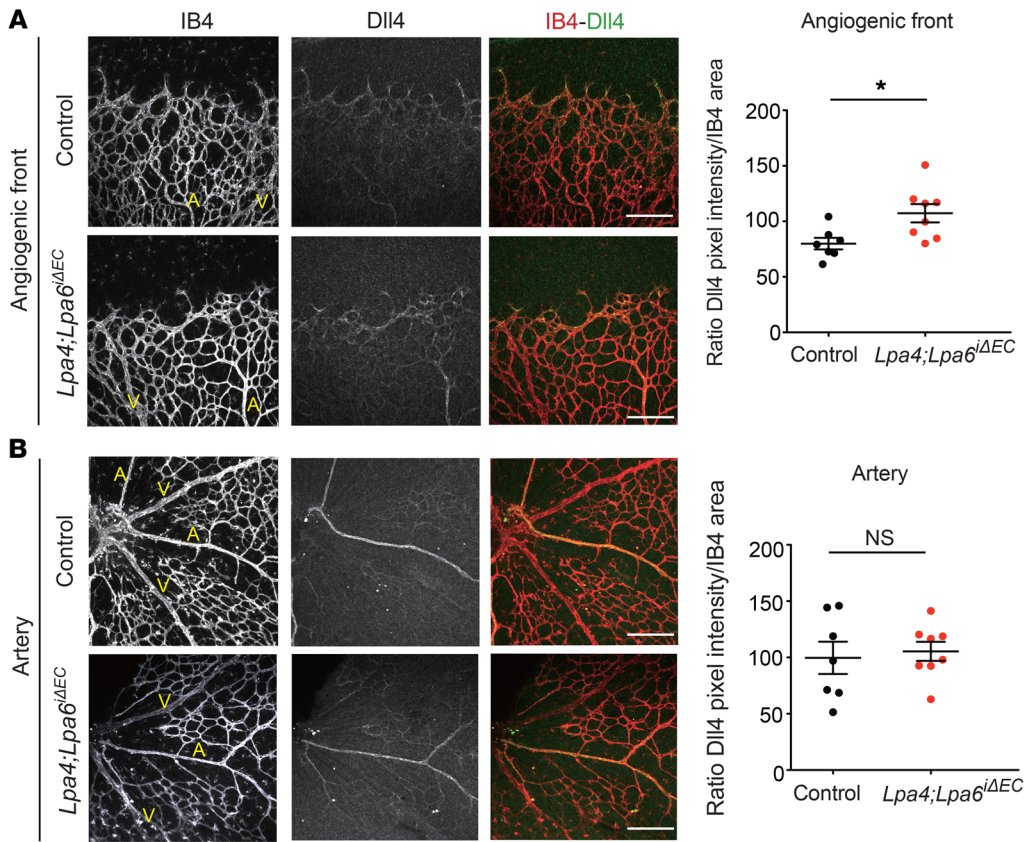 A
IB4
Dll4
IB4-Dll4
Angiogenic front
Angiogenic front
Control
A
V
Lpa4;Lpa6iΔEC
V
A
Ratio Dll4 pixel intensity/IB4 area
200
150
100
50
0
*
Control
Lpa4;Lpa6iΔEC
B
Artery
Control
A
V
A
V
Lpa4;Lpa6iΔEC
V
A
V
Artery
Ratio Dll4 pixel intensity/IB4 area
200
150
100
50
0
NS
Control
Lpa4;Lpa6iΔEC